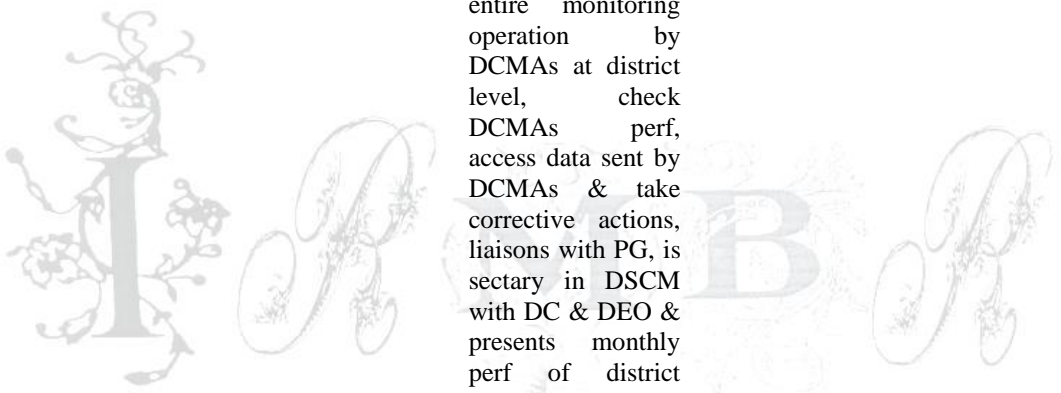 entire monitoring
operation by
DCMAs at district
level, check
DCMAs perf,
access data sent by
DCMAs & take
corrective actions,
liaisons with PG, is
sectary in DSCM
with DC & DEO &
presents monthly
perf of district
I R M B R